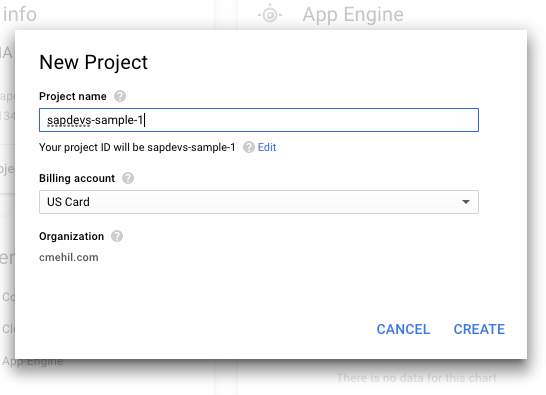 info
App Engine
New Project
Project name
sapdevs-sample-1
Your project ID will be sapdevs-sample-1 Edit
Billing account
US Card
Organization
cmehil.com
CANCEL CREATE
App Engine
There is no data for this chart